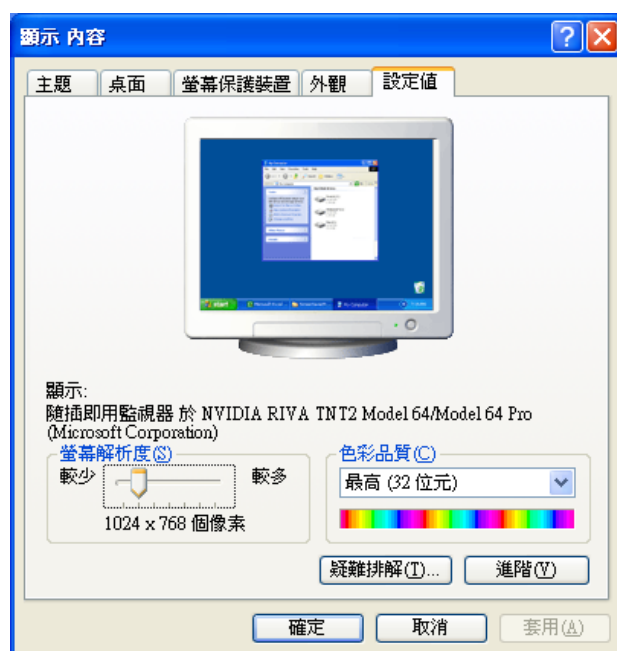 顯示 內容
主題 桌面 螢幕保護裝置 外觀 設定值
start
顯示:
隨插即用監視器 於 NVIDIA RIVA TNT2 Model 64/Model 64 Pro
(Microsoft Corporation)
螢幕解析度(S)
較少 較多
1024 x 768 個像素
色彩品質(C)
最高 (32 位元)
疑難排解(T)... 進階(V)
確定 取消 套用(A)